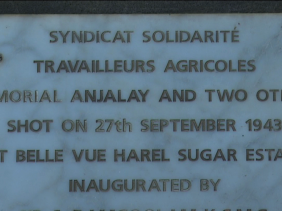 SYNDICAT SOLIDARITÉ
TRAVAILLEURS AGRICOLES
MORIAL ANJALAY AND TWO OT
SHOT ON 27th SEPTEMBER 1943
T BELLE VUE HAREL SUGAR ESTA
INAUGURATED BY